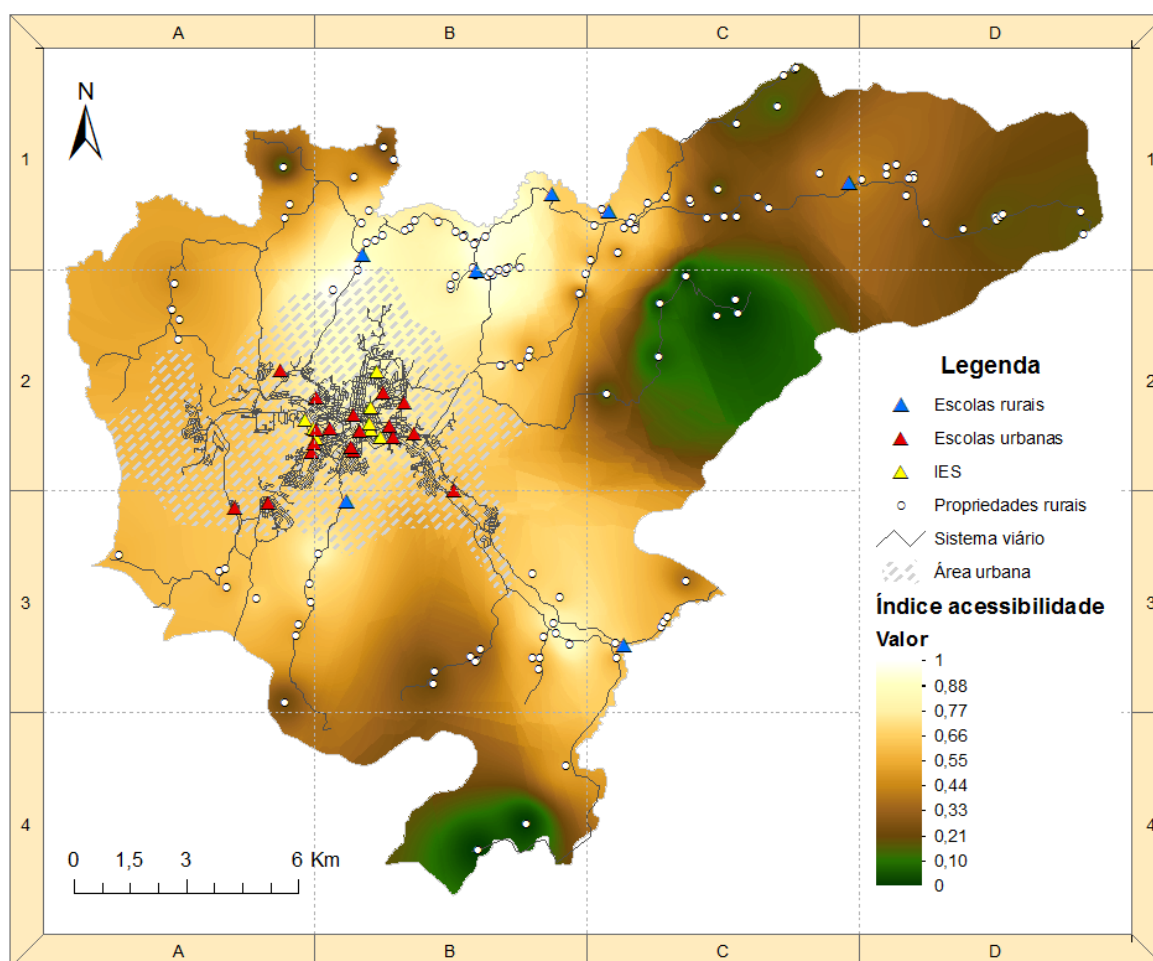 A B C D
N
1 1
2 2
3 3
4 4
Legenda
Escolas rurais
Escolas urbanas
IES
Propriedades rurais
Sistema viário
Área urbana
Índice acessibilidade
Valor
1
0,88
0,77
0,66
0,55
0,44
0,33
0,21
0,10
0
0 1,5 3 6 Km
A B C D